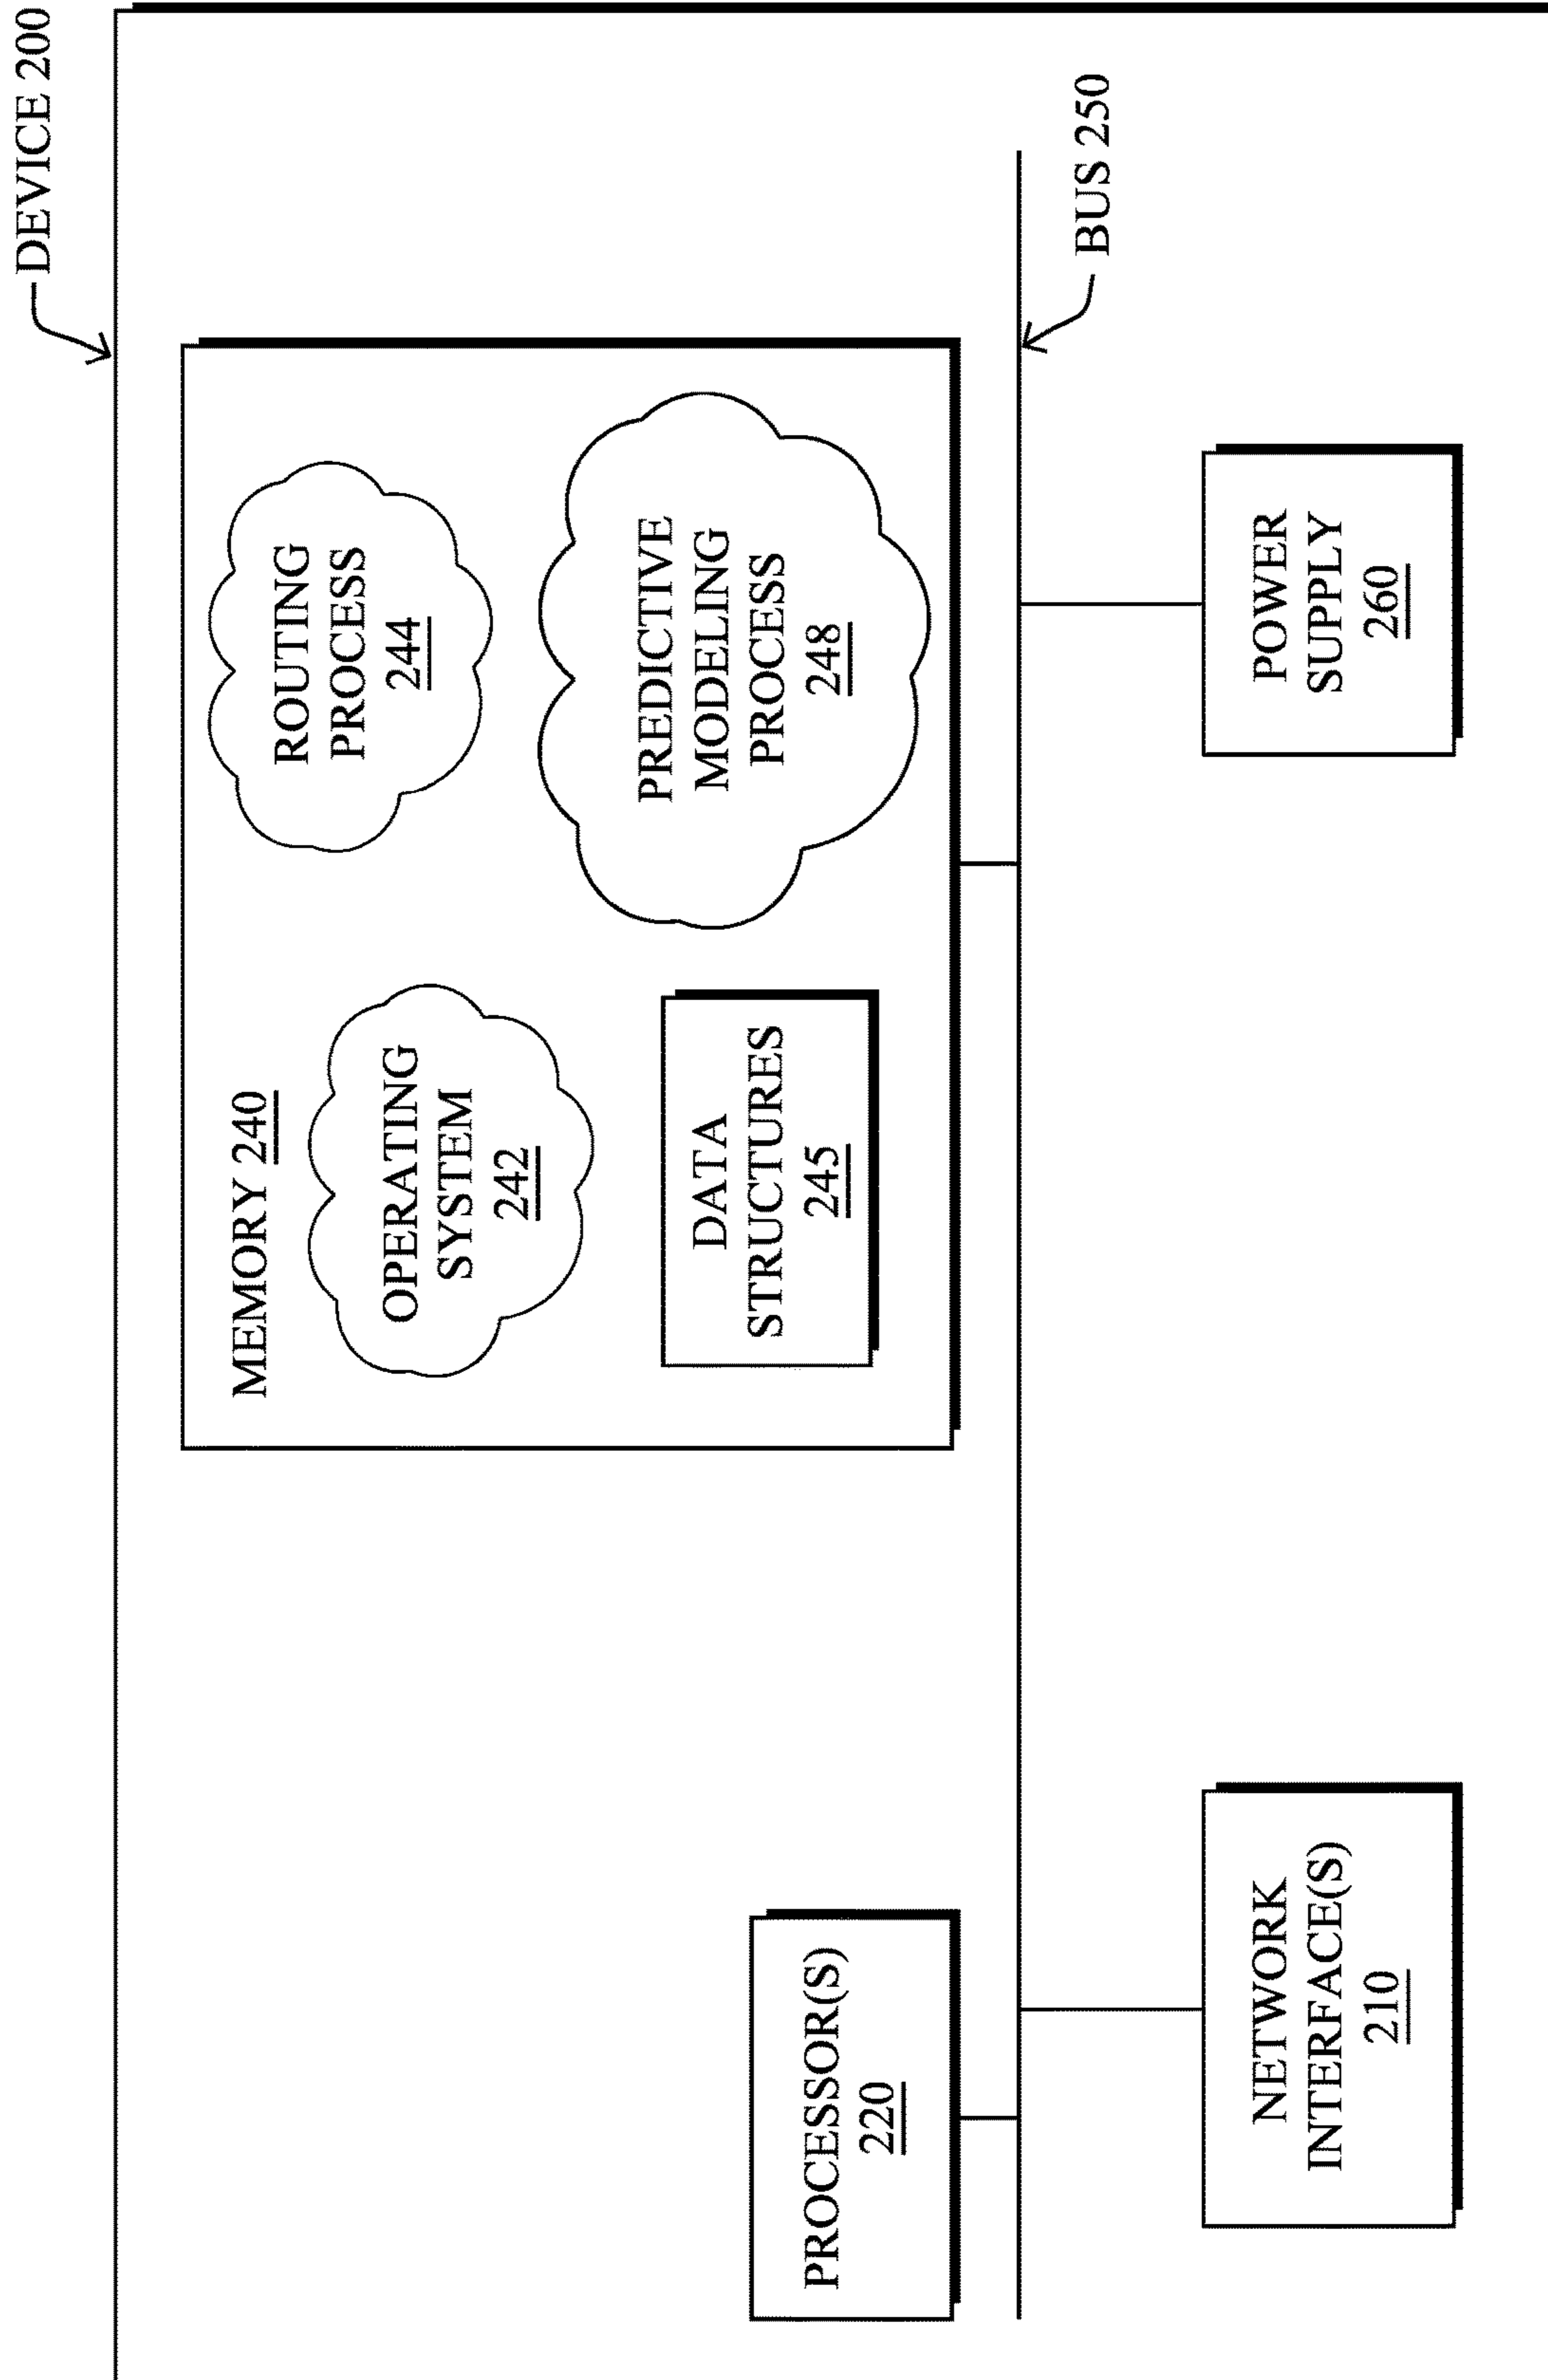 DEVICE 200
MEMORY 240
ROUTING
PROCESS
244
OPERATING
SYSTEM
242
PREDICTIVE
MODELING
PROCESS
248
DATA
STRUCTURES
245
PROCESSOR(S)
220
BUS 250
NETWORK
INTERFACE(S)
210
POWER
SUPPLY
260